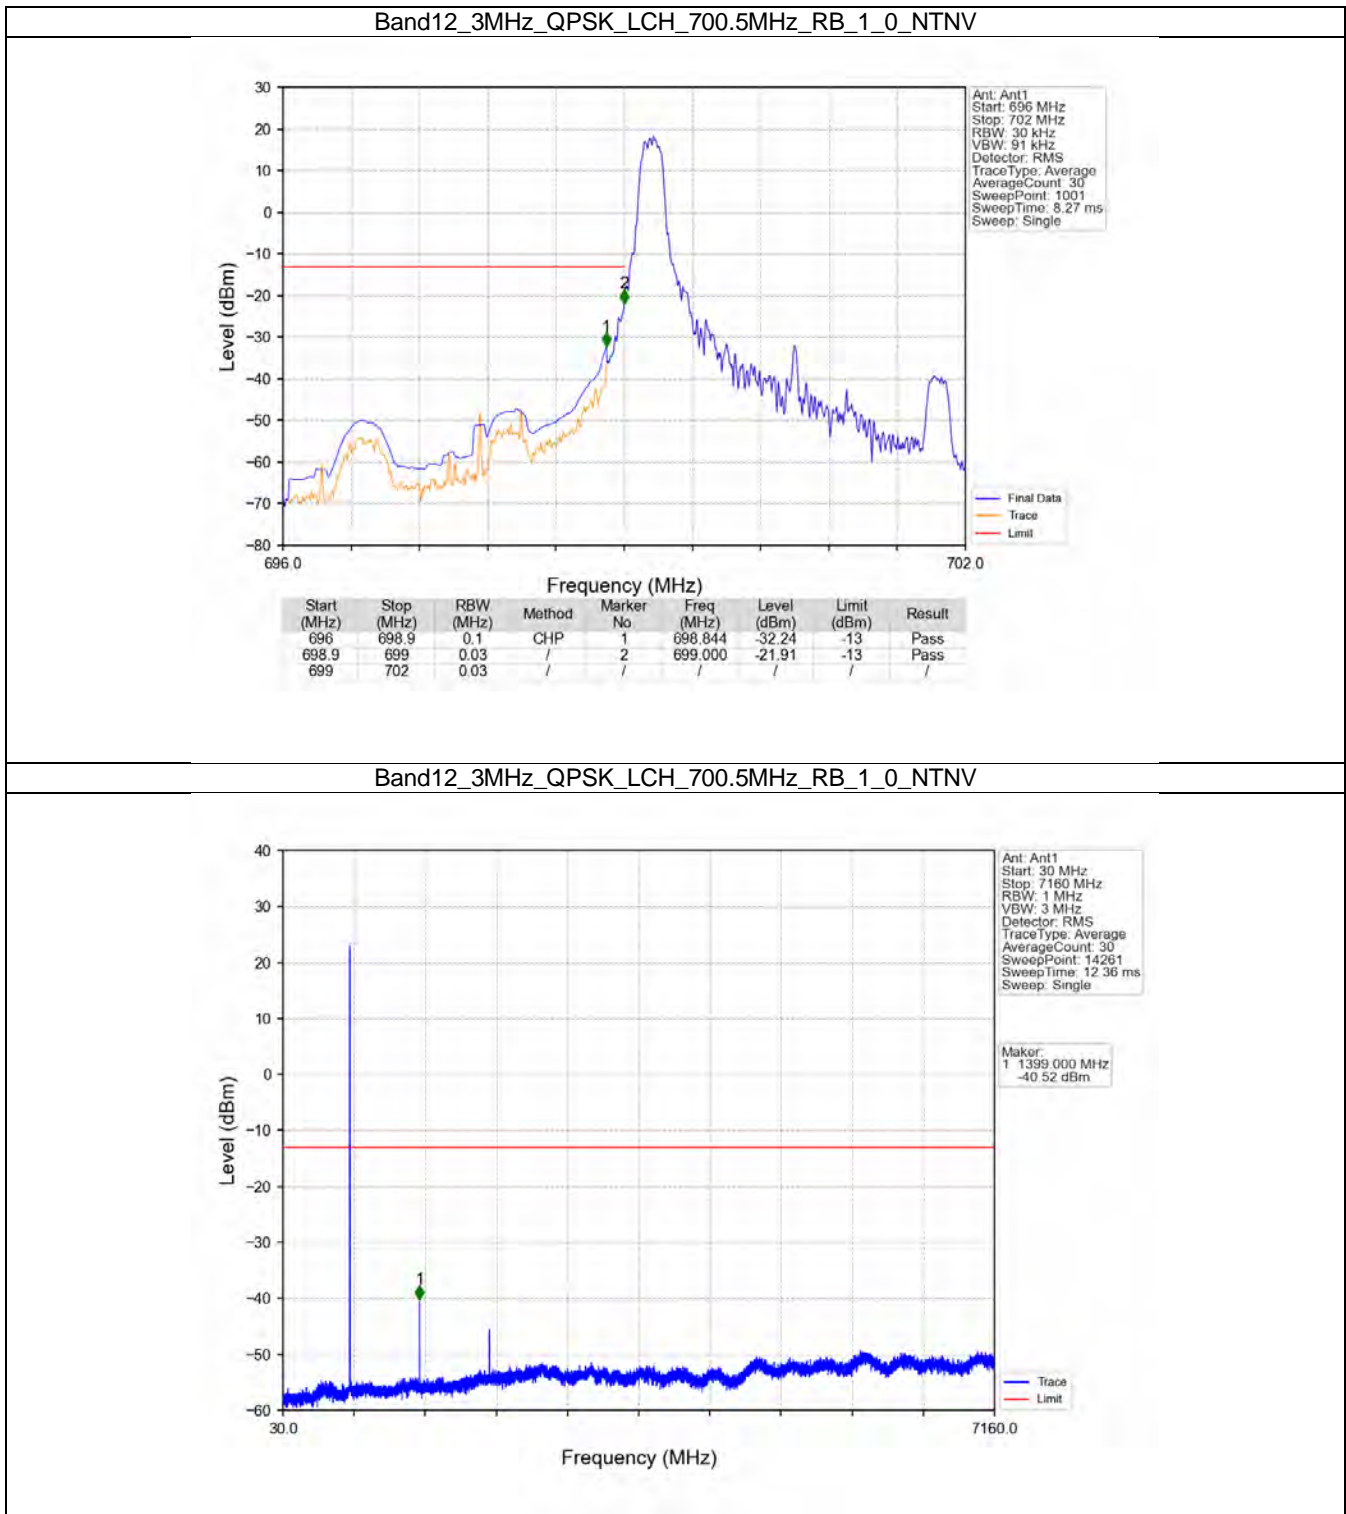 Band12_3MHz_QPSK_LCH_700.5MHz_RB_1_0_NTNV
Ant: Ant1
Start: 696 MHz
Stop: 702 MHz
RBW: 30 kHz
VBW: 91 kHz
Detector: RMS
TraceType: Average
AverageCount: 30
SweepPoint: 1001
SweepTime: 8.27 ms
Sweep: Single
30
20
10
0
−10
−20
−30
−40
−50
−60
−70
−80
Level (dBm)
2
1
Final Data
Trace
Limit
696.0 702.0
Frequency (MHz)
Start (MHz) Stop (MHz) RBW (MHz) Method Marker No Freq (MHz) Level (dBm) Limit (dBm) Result
696 698.9 0.1 CHP 1 698.844 -32.24 -13 Pass
698.9 699 0.03 / 2 699.000 -21.91 -13 Pass
699 702 0.03 / / / / / /
Band12_3MHz_QPSK_LCH_700.5MHz_RB_1_0_NTNV
Ant: Ant1
Start: 30 MHz
Stop: 7160 MHz
RBW: 1 MHz
VBW: 3 MHz
Detector: RMS
TraceType: Average
AverageCount: 30
SweepPoint: 14261
SweepTime: 12.36 ms
Sweep: Single
Maker:
1 1399.000 MHz
-40.52 dBm
40
30
20
10
0
−10
−20
−30
−40
−50
−60
Level (dBm)
1
Trace
Limit
30.0 7160.0
Frequency (MHz)